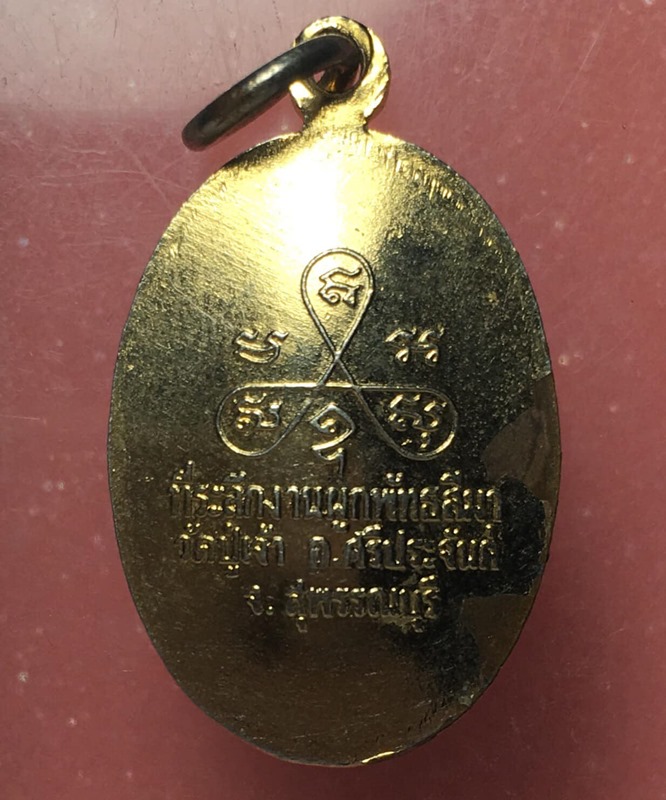 ที่ระลึกงานผูกพัทธสีมา
วัดปู่เจ้า อ.ศรีประจันต์
จ.สุพรรณบุรี